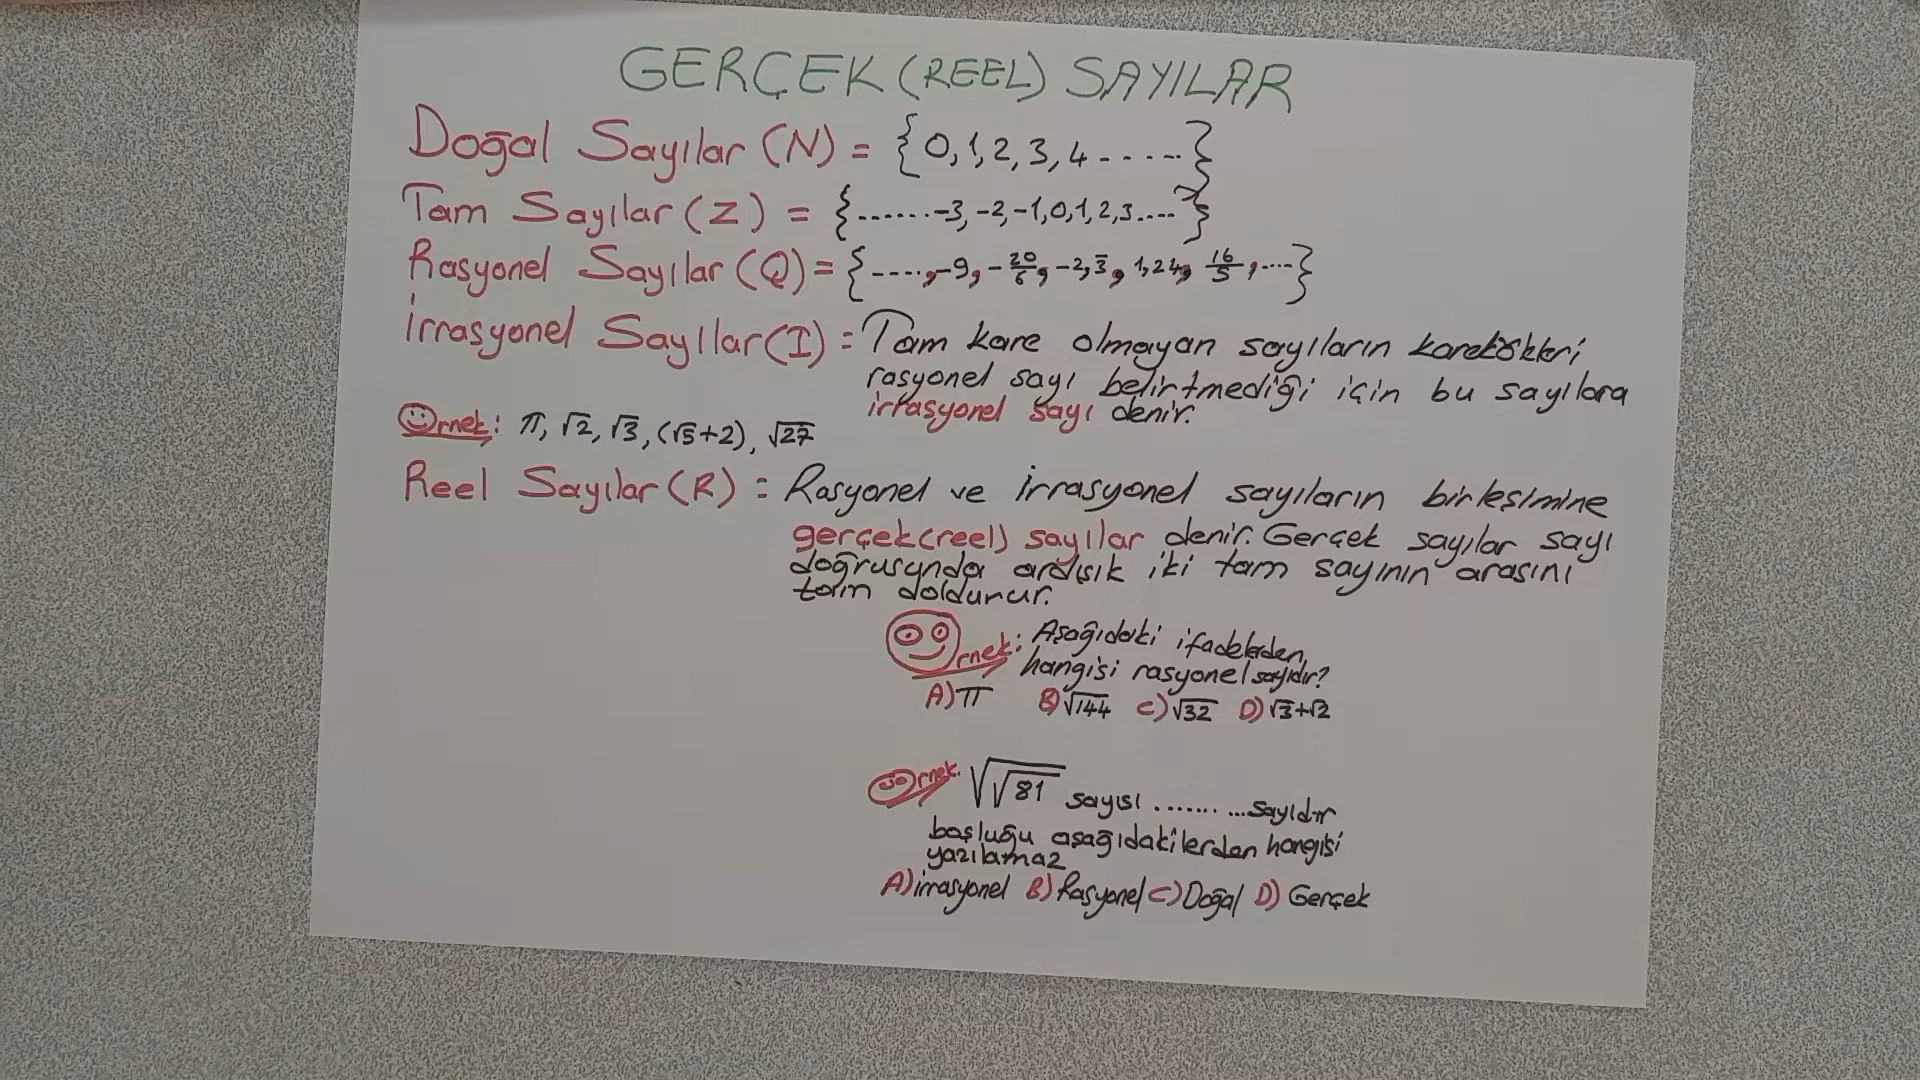 GERÇEK (REEL) SAYILAR
Doğal Sayılar (N) = {0, 1, 2, 3, 4 - - - - -}
Tam Sayılar (Z) = {.......-3, -2, -1, 0, 1, 2, 3.....}
Rasyonel Sayılar (Q) = {-----, -9, -20/6, -2,3̅, 1,24, 16/5, ....}
İrrasyonel Sayılar (I) = Tam kare olmayan sayıların karekökleri
rasyonel sayı belirtmediği için bu sayılara
irrasyonel sayı denir.
Örnek: π, √2, √3, (√5+2), √27
Reel Sayılar (R) = Rasyonel ve irrasyonel sayıların birleşimine
gerçek (reel) sayılar denir. Gerçek sayılar sayı
doğrusunda ardışık iki tam sayının arasını
tam doldurur.
Örnek: Aşağıdaki ifadelerden
hangisi rasyonel sayıdır?
A) π B) √144 C) √32 D) √3+√2
Örnek. √√81 sayısı ..........sayıdır
boşluğu aşağıdakilerden hangisi
yazılamaz
A) irrasyonel B) Rasyonel C) Doğal D) Gerçek